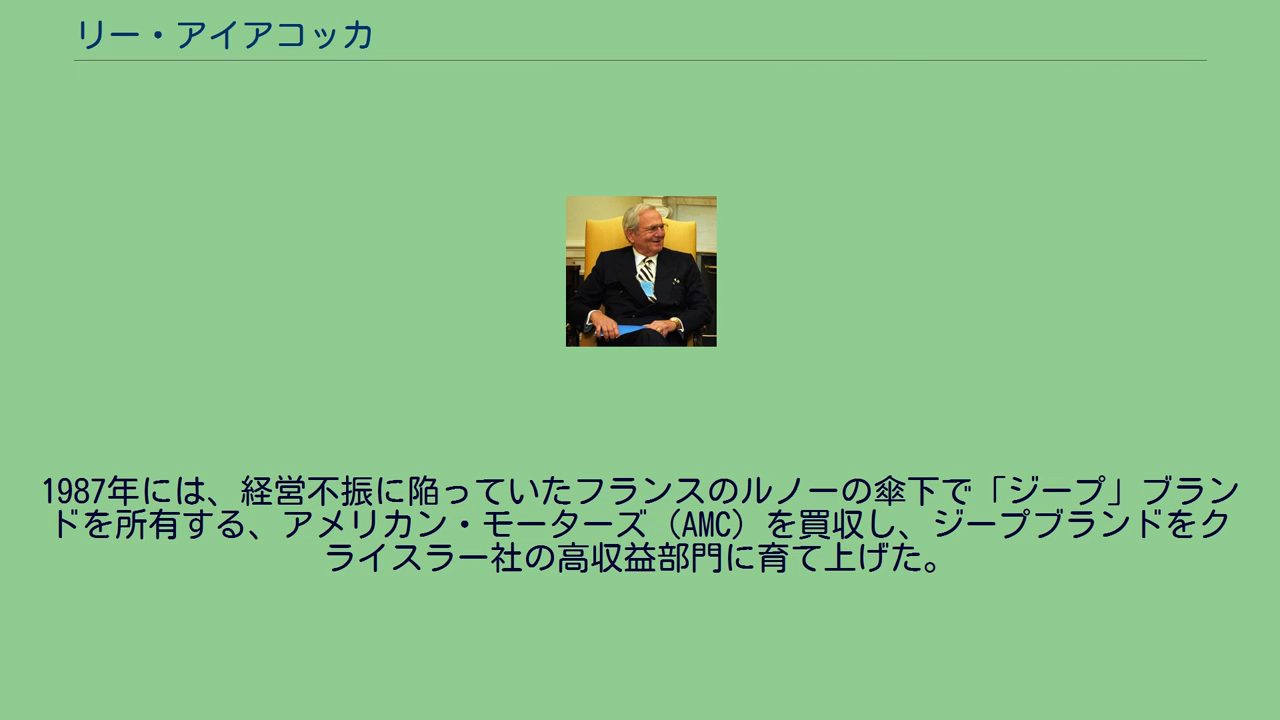 リー・アイアコッカ
1987年には、経営不振に陥っていたフランスのルノーの傘下で「ジープ」ブラン
ドを所有する、アメリカン・モーターズ（AMC）を買収し、ジープブランドをク
ライスラー社の高収益部門に育て上げた。